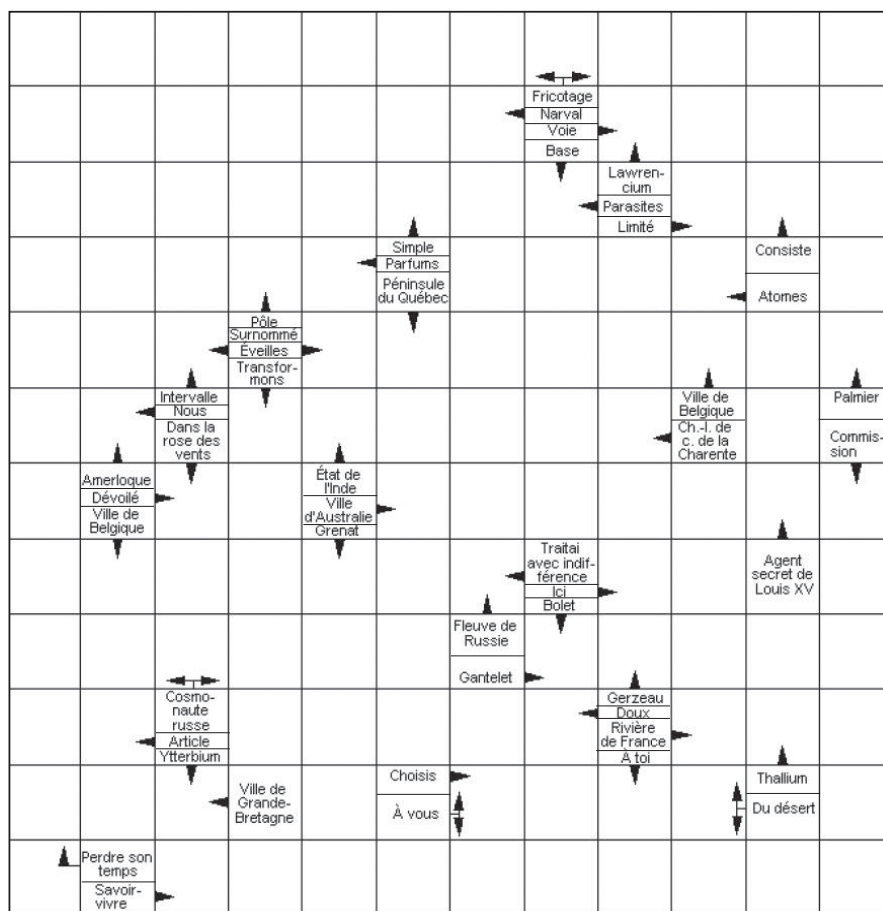 Fricotage
Narval
Voie
Base
Lawren-
cium
Parasites
Limité
Simple
Parfums
Péninsule
du Québec
Consiste
Atomes
Pôle
Surnommé
Éveilles
Transfor-
mons
Intervalle
Nous
Dans la
rose des
vents
Ville de
Belgique
Ch.-l. de
c. de la
Charente
Palmier
Commis-
sion
Amerloque
Dévoilé
Ville de
Belgique
État de
l'Inde
Ville
d'Australie
Grenat
Traitai
avec indif-
férence
Ici
Bolet
Agent
secret de
Louis XV
Fleuve de
Russie
Gantelet
Cosmo-
naute
russe
Article
Ytterbium
Gerzeau
Doux
Rivière
de France
À toi
Ville de
Grande-
Bretagne
Choisis
À vous
Thallium
Du désert
Perdre son
temps
Savoir-
vivre